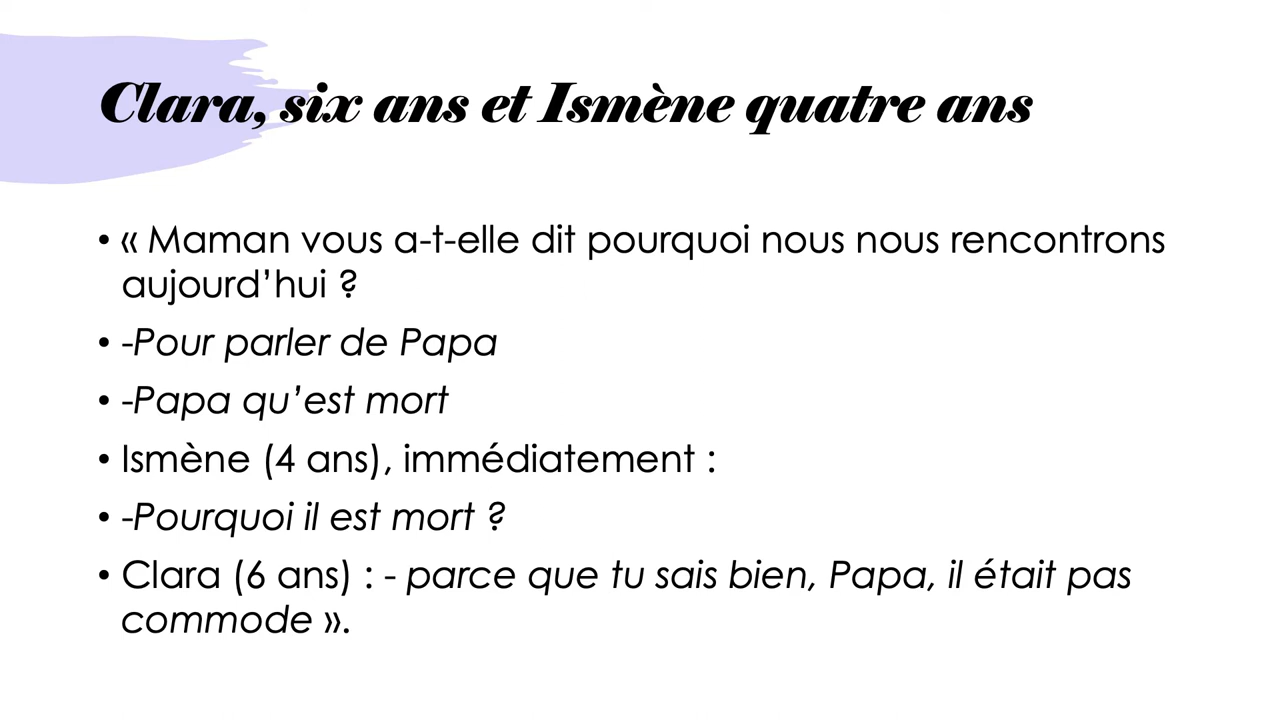 Clara, six ans et Ismène quatre ans
• « Maman vous a-t-elle dit pourquoi nous nous rencontrons
aujourd’hui ?
• -Pour parler de Papa
• -Papa qu’est mort
• Ismène (4 ans), immédiatement :
• -Pourquoi il est mort ?
• Clara (6 ans) : - parce que tu sais bien, Papa, il était pas
commode ».